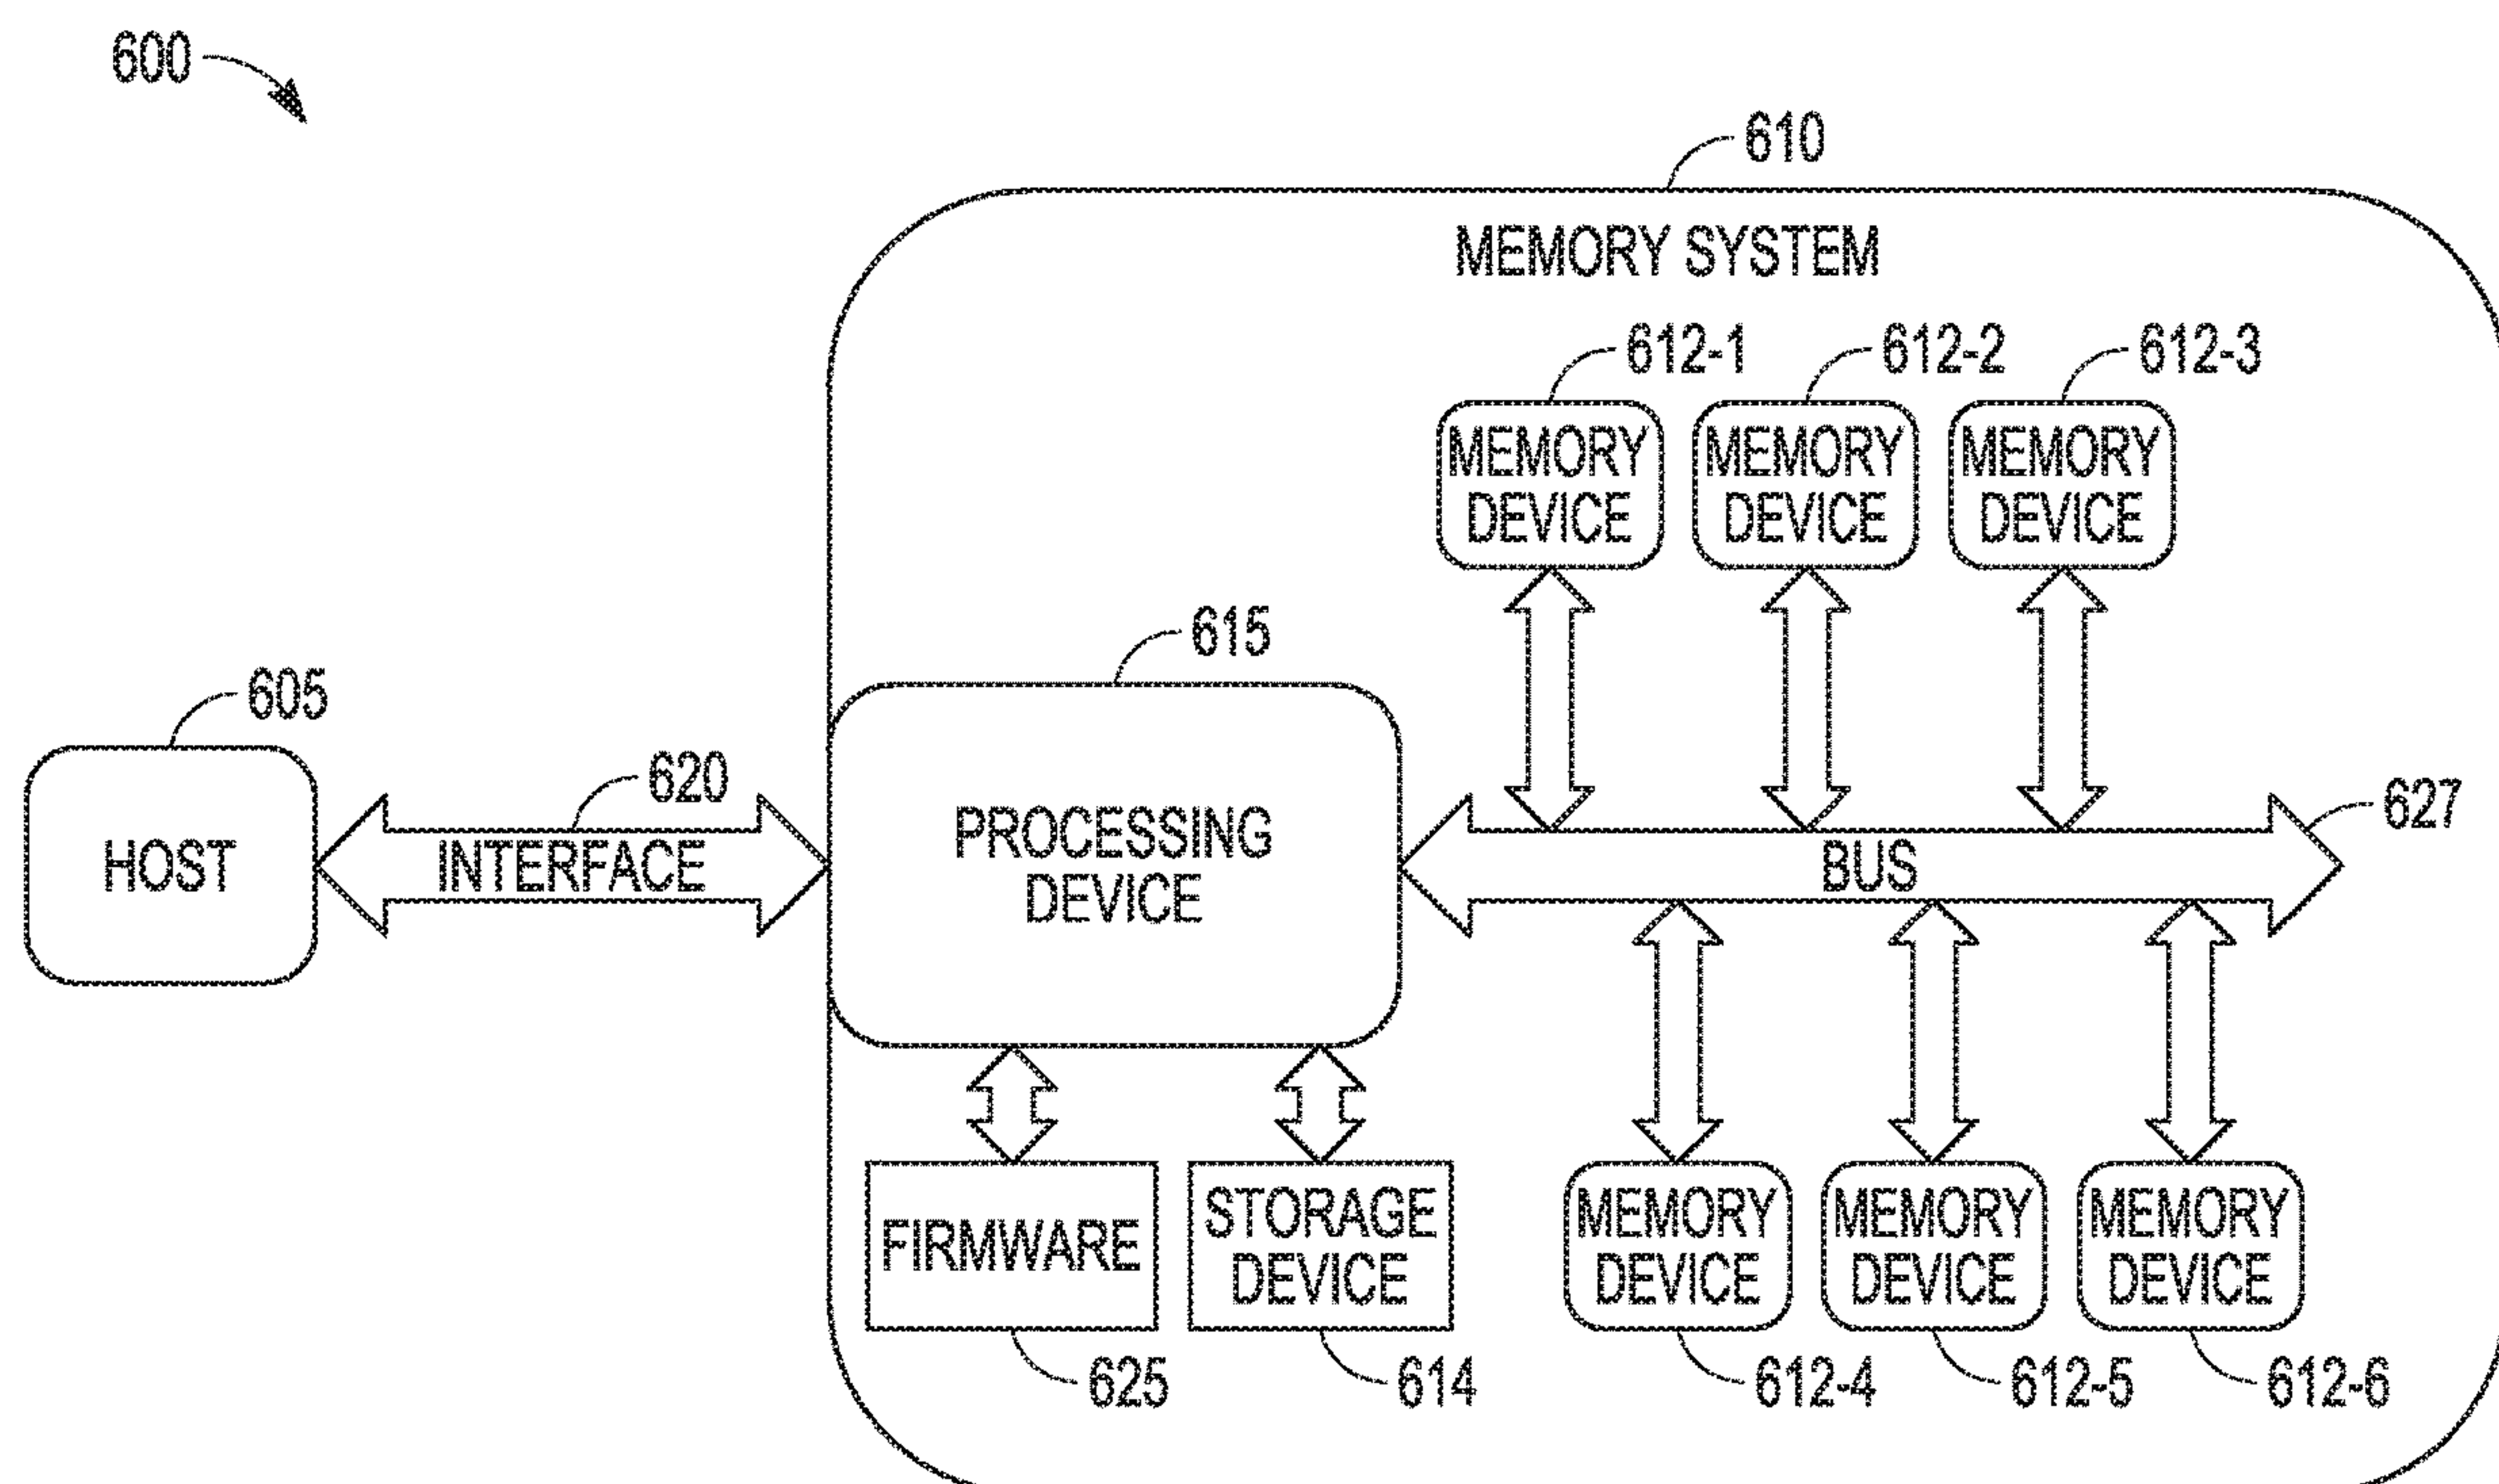 600
610
MEMORY SYSTEM
612-1
612-2
612-3
MEMORY
DEVICE
MEMORY
DEVICE
MEMORY
DEVICE
615
605
620
627
HOST
INTERFACE
PROCESSING
DEVICE
BUS
FIRMWARE
STORAGE
DEVICE
MEMORY
DEVICE
MEMORY
DEVICE
MEMORY
DEVICE
625
614
612-4
612-5
612-6